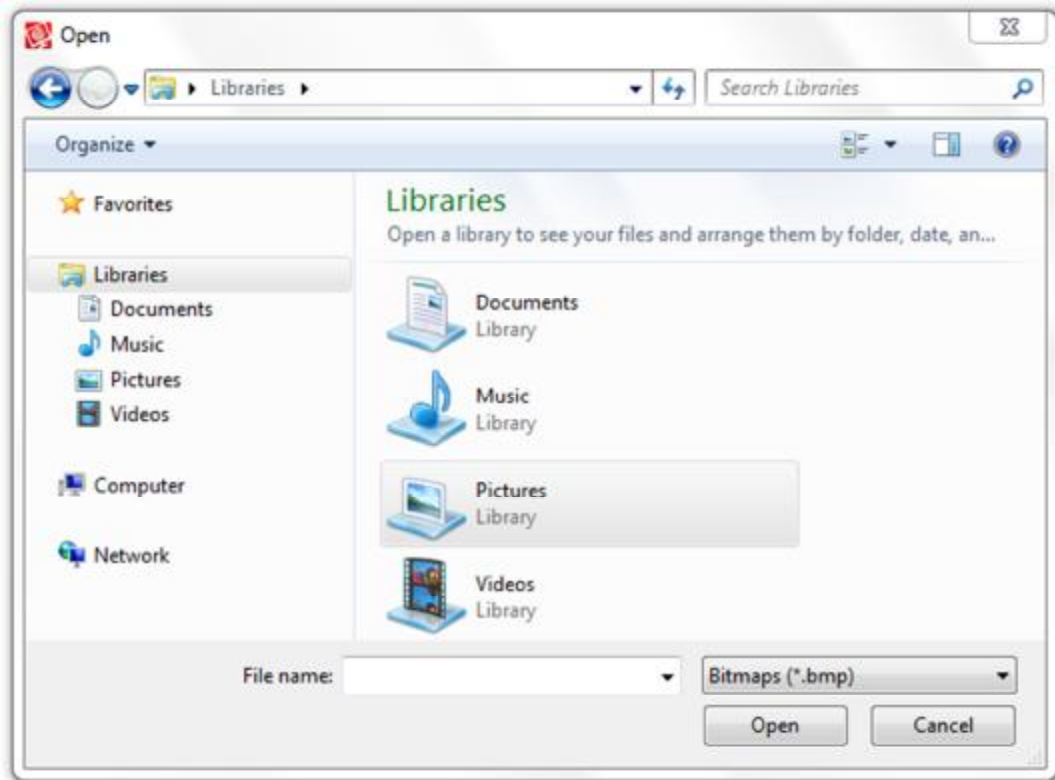 Open
Libraries
Search Libraries
Organize
Favorites
Libraries
Documents
Music
Pictures
Videos
Computer
Network
Libraries
Open a library to see your files and arrange them by folder, date, an...
Documents
Library
Music
Library
Pictures
Library
Videos
Library
File name:
Bitmaps (*.bmp)
Open
Cancel